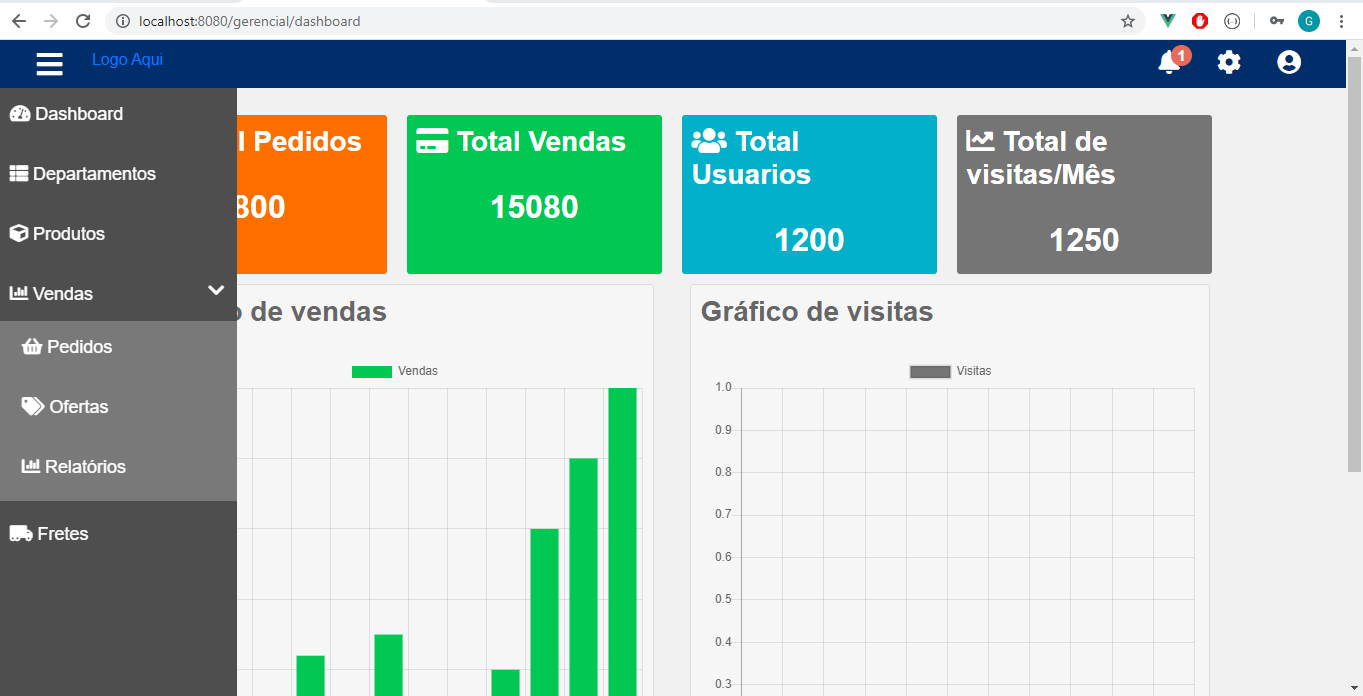 localhost:8080/gerencial/dashboard
G
Logo Aqui
1
Dashboard
Departamentos
Produtos
Vendas
Pedidos
Ofertas
Relatórios
Fretes
l Pedidos
800
Total Vendas
15080
Total
Usuarios
1200
Total de
visitas/Mês
1250
o de vendas
Vendas
Gráfico de visitas
Visitas
1.0
0.9
0.8
0.7
0.6
0.5
0.4
0.3